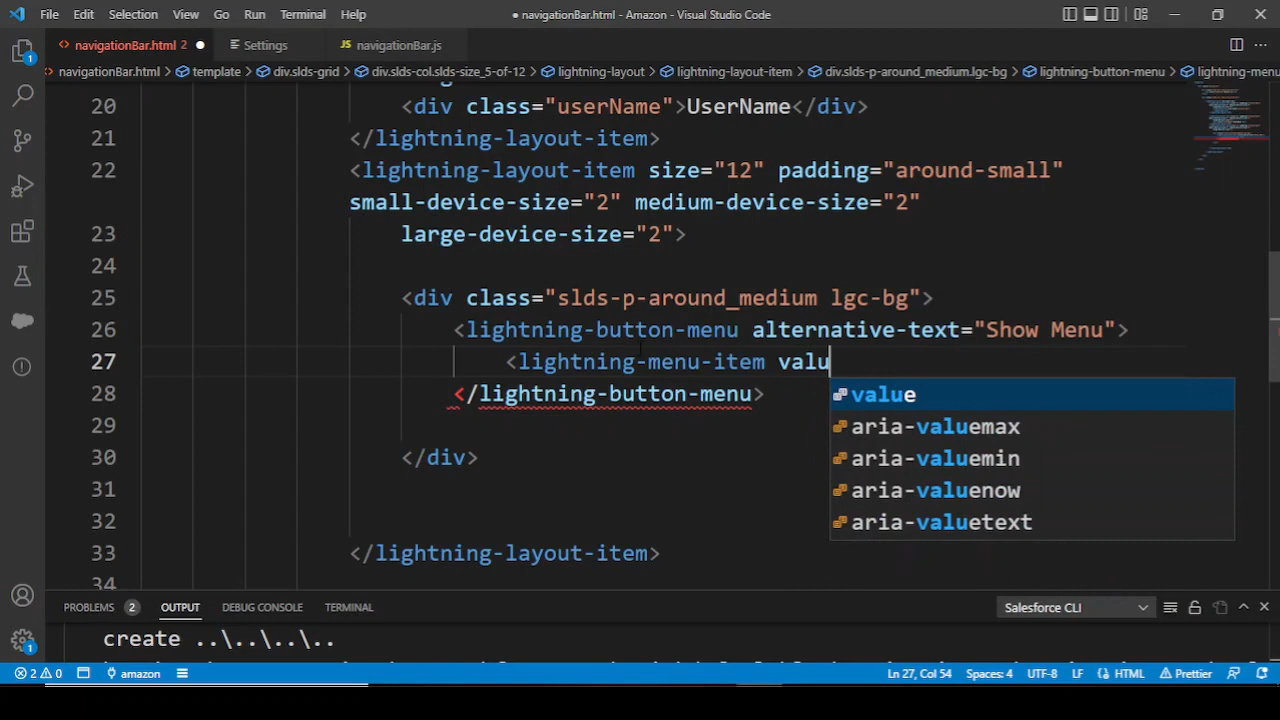 File Edit Selection View Go Run Terminal Help ● navigationBar.html - Amazon - Visual Studio Code
<> navigationBar.html 2 ● Settings JS navigationBar.js
<> navigationBar.html > template > div.slds-grid > div.slds-col.slds-size_5-of-12 > lightning-layout > lightning-layout-item > div.slds-p-around_medium.lgc-bg > lightning-button-menu > lightning-menu
20 <div class="userName">UserName</div>
21 </lightning-layout-item>
22 <lightning-layout-item size="12" padding="around-small"
small-device-size="2" medium-device-size="2"
23 large-device-size="2">
24
25 <div class="slds-p-around_medium lgc-bg">
26 <lightning-button-menu alternative-text="Show Menu">
27 <lightning-menu-item valu
value
28 </lightning-button-menu>
aria-valuemax
29
aria-valuemin
30 </div>
aria-valuenow
31
aria-valuetext
32
33 </lightning-layout-item>
34
PROBLEMS 2 OUTPUT DEBUG CONSOLE TERMINAL Salesforce CLI
create ..\..\..\..
2 0 amazon Ln 27, Col 54 Spaces: 4 UTF-8 LF HTML Prettier